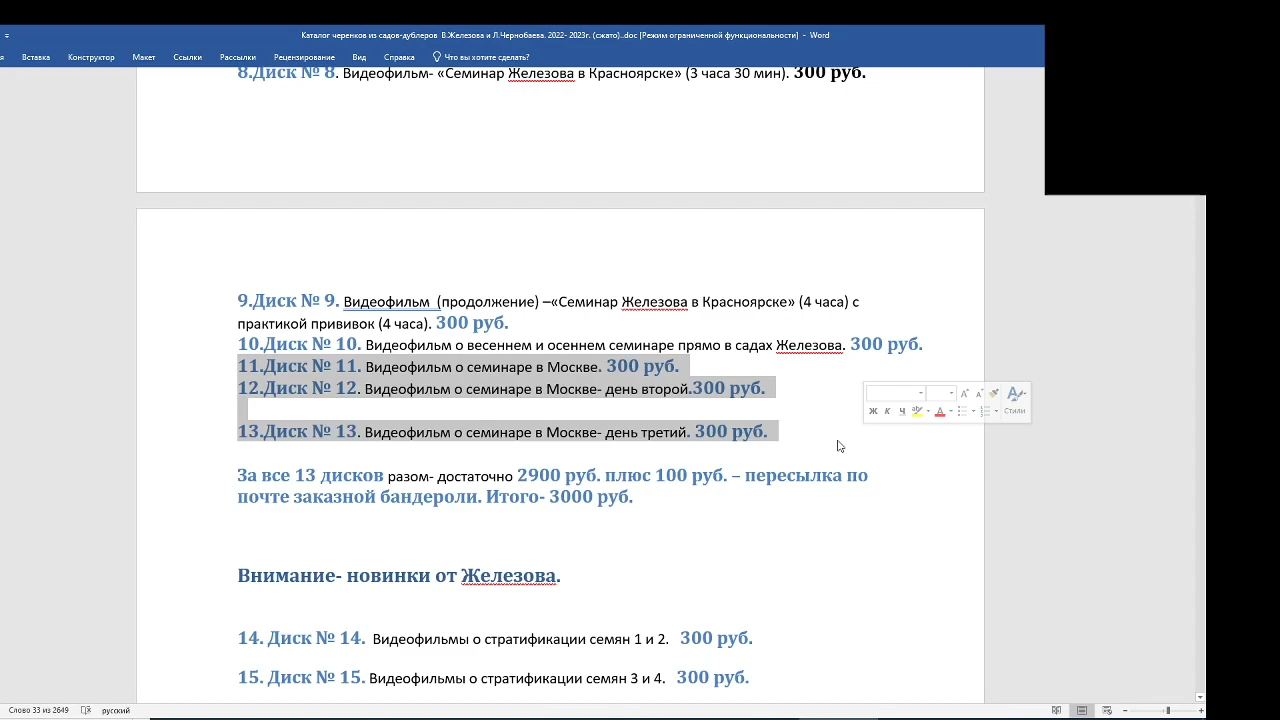 Каталог черенков из садов-дублеров В.Железова и Л.Чернобаева. 2022- 2023г. (сжато)..doc [Режим ограниченной функциональности] - Word
Вставка Конструктор Макет Ссылки Рассылки Рецензирование Вид Справка Что вы хотите сделать?
8.Диск № 8. Видеофильм- «Семинар Железова в Красноярске» (3 часа 30 мин). 300 руб.
9.Диск № 9. Видеофильм (продолжение) –«Семинар Железова в Красноярске» (4 часа) с
практикой прививок (4 часа). 300 руб.
10.Диск № 10. Видеофильм о весеннем и осеннем семинаре прямо в садах Железова. 300 руб.
11.Диск № 11. Видеофильм о семинаре в Москве. 300 руб.
12.Диск № 12. Видеофильм о семинаре в Москве- день второй.300 руб.
Ж К Ч А Стили
13.Диск № 13. Видеофильм о семинаре в Москве- день третий. 300 руб.
За все 13 дисков разом- достаточно 2900 руб. плюс 100 руб. – пересылка по
почте заказной бандероли. Итого- 3000 руб.
Внимание- новинки от Железова.
14. Диск № 14. Видеофильмы о стратификации семян 1 и 2. 300 руб.
15. Диск № 15. Видеофильмы о стратификации семян 3 и 4. 300 руб.
Слово 33 из 2649 русский